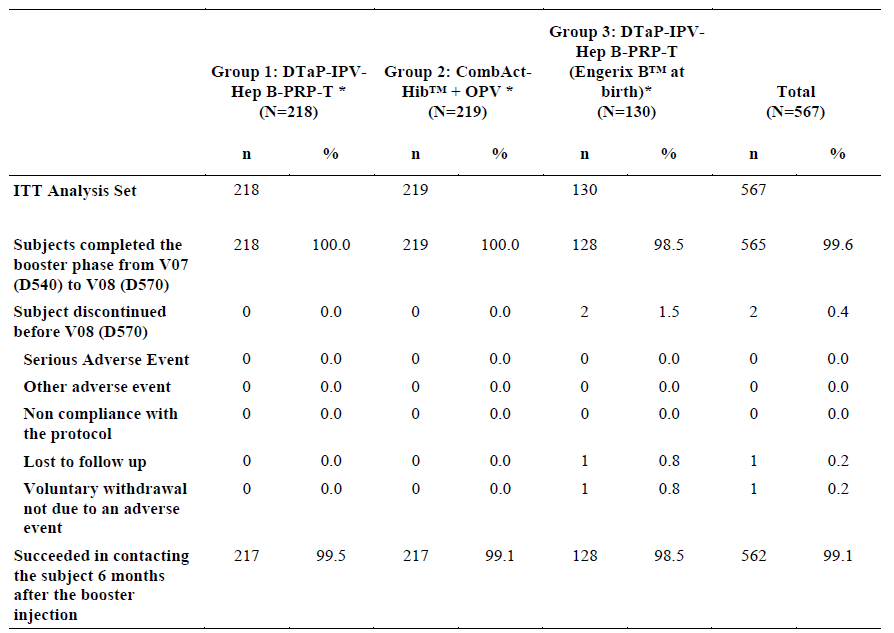 Group 1: DTaP-IPV-Hep B-PRP-T * (N=218) Group 2: CombAct-Hib™ + OPV * (N=219) Group 3: DTaP-IPV-Hep B-PRP-T (Engerix B™ at birth)* (N=130) Total (N=567)
n % n % n % n %
ITT Analysis Set 218 219 130 567
Subjects completed the 218 100.0 219 100.0 128 98.5 565 99.6
booster phase from V07
(D540) to V08 (D570)
Subject discontinued 0 0.0 0 0.0 2 1.5 2 0.4
before V08 (D570)
Serious Adverse Event 0 0.0 0 0.0 0 0.0 0 0.0
Other adverse event 0 0.0 0 0.0 0 0.0 0 0.0
Non compliance with 0 0.0 0 0.0 0 0.0 0 0.0
the protocol
Lost to follow up 0 0.0 0 0.0 1 0.8 1 0.2
Voluntary withdrawal 0 0.0 0 0.0 1 0.8 1 0.2
not due to an adverse
event
Succeeded in contacting 217 99.5 217 99.1 128 98.5 562 99.1
the subject 6 months
after the booster
injection